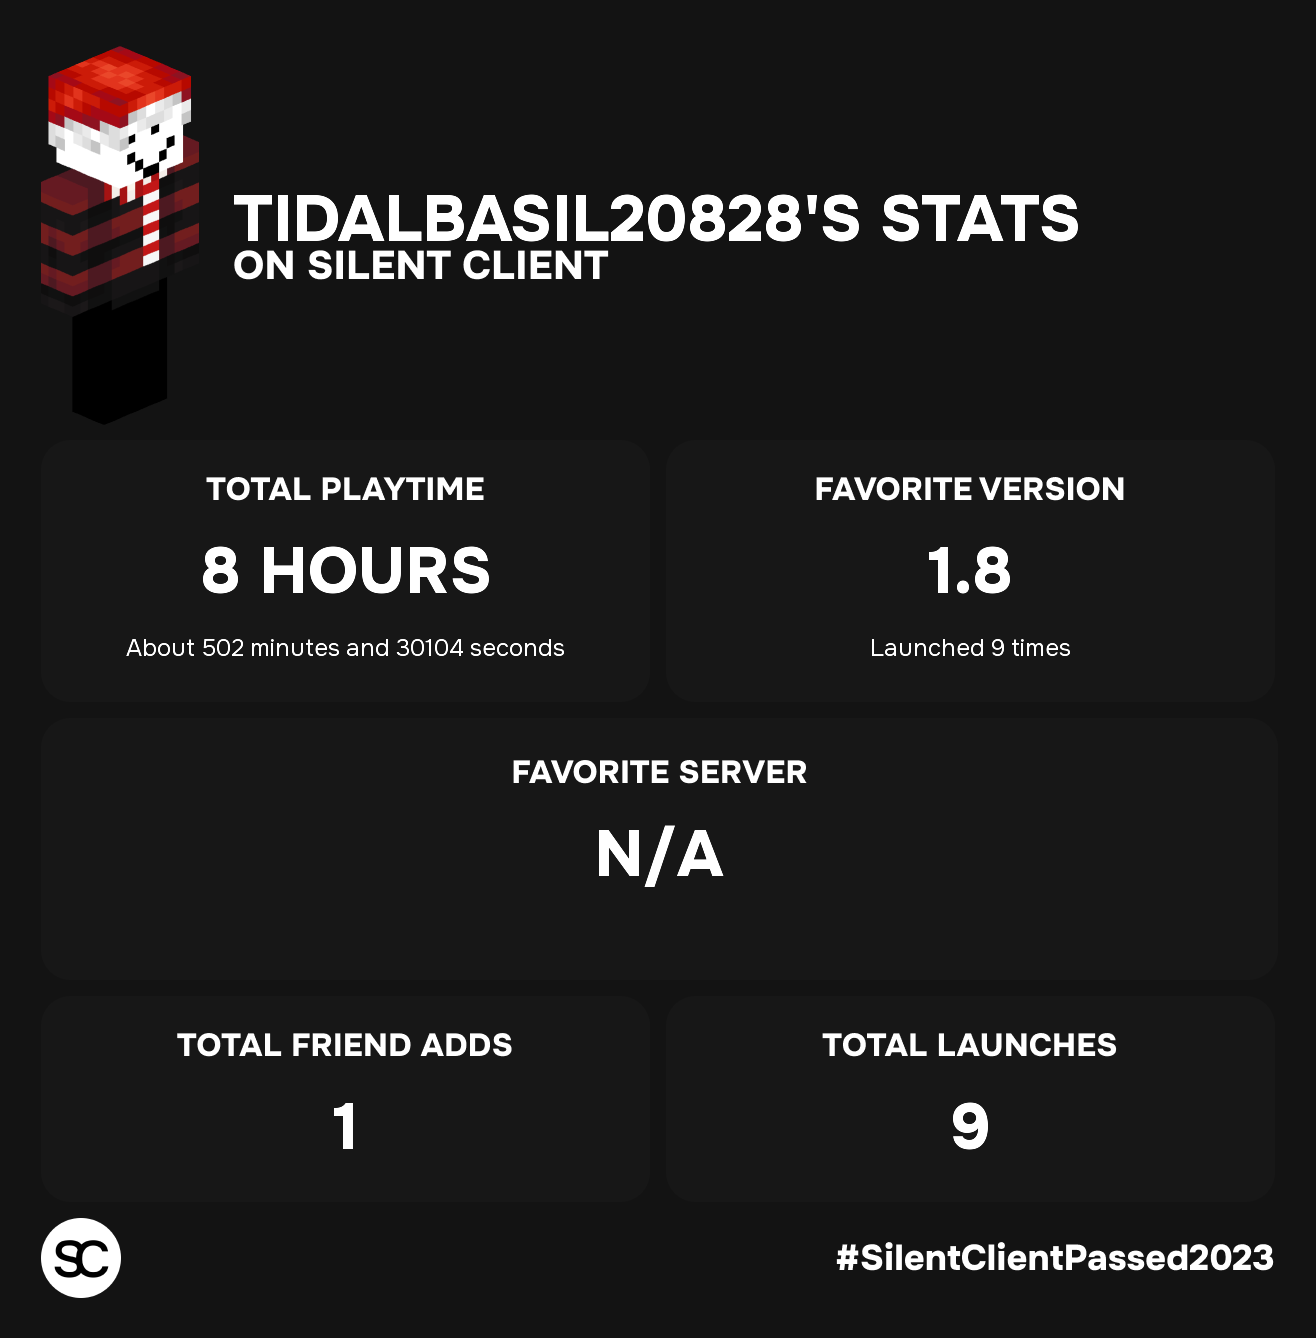 TIDALBASIL20828'S STATS
ON SILENT CLIENT
TOTAL PLAYTIME
8 HOURS
About 502 minutes and 30104 seconds
FAVORITE VERSION
1.8
Launched 9 times
FAVORITE SERVER
N/A
TOTAL FRIEND ADDS
1
TOTAL LAUNCHES
9
SC
#SilentClientPassed2023